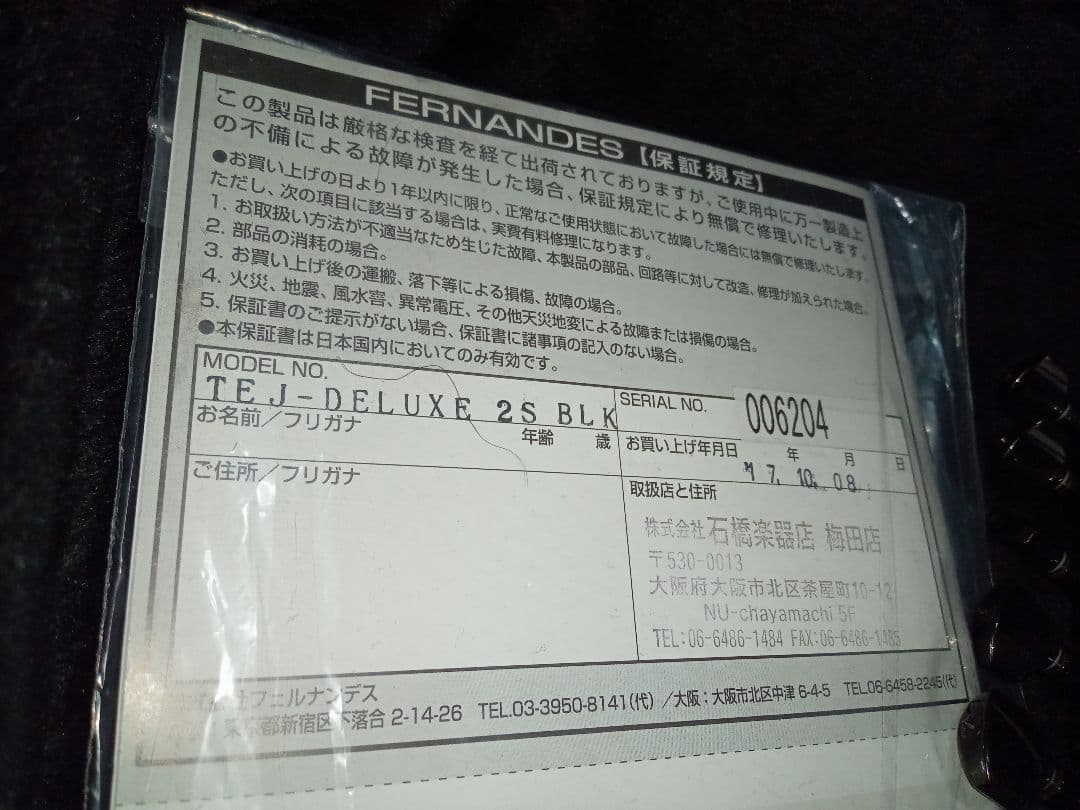 FERNANDES【保証規定】
この製品は厳格な検査を経て出荷されておりますが、ご使用中に万一製造上
の不備による故障が発生した場合、保証規定により無償で修理いたします。
●お買い上げの日より1年以内に限り、正常なご使用状態において故障した場合には無償で修理いたします。
ただし、次の項目に該当する場合は、実費有料修理になります。
1. お取扱い方法が不適当なため生じた故障、本製品の部品、回路等に対して改造、修理が加えられた場合。
2. 部品の消耗の場合。
3. お買い上げ後の運搬、落下等による損傷、故障の場合。
4. 火災、地震、風水害、異常電圧、その他天災地変による故障または損傷の場合。
5. 保証書のご提示がない場合、保証書に諸事項の記入のない場合。
●本保証書は日本国内においてのみ有効です。
MODEL NO.
TEJ-DELUXE 2S BLK
SERIAL NO.
006204
お名前／フリガナ
年齢 歳
お買い上げ年月日
年 月 日
17. 10. 08
ご住所／フリガナ
取扱店と住所
株式会社 石橋楽器店 梅田店
〒530-0013
大阪府大阪市北区茶屋町10-12
NU-chayamachi 5F
TEL:06-6486-1484 FAX:06-6486-1485
フェルナンデス
東京都新宿区下落合 2-14-26 TEL.03-3950-8141(代)／大阪：大阪市北区中津 6-4-5 TEL.06-6458-2245(代)